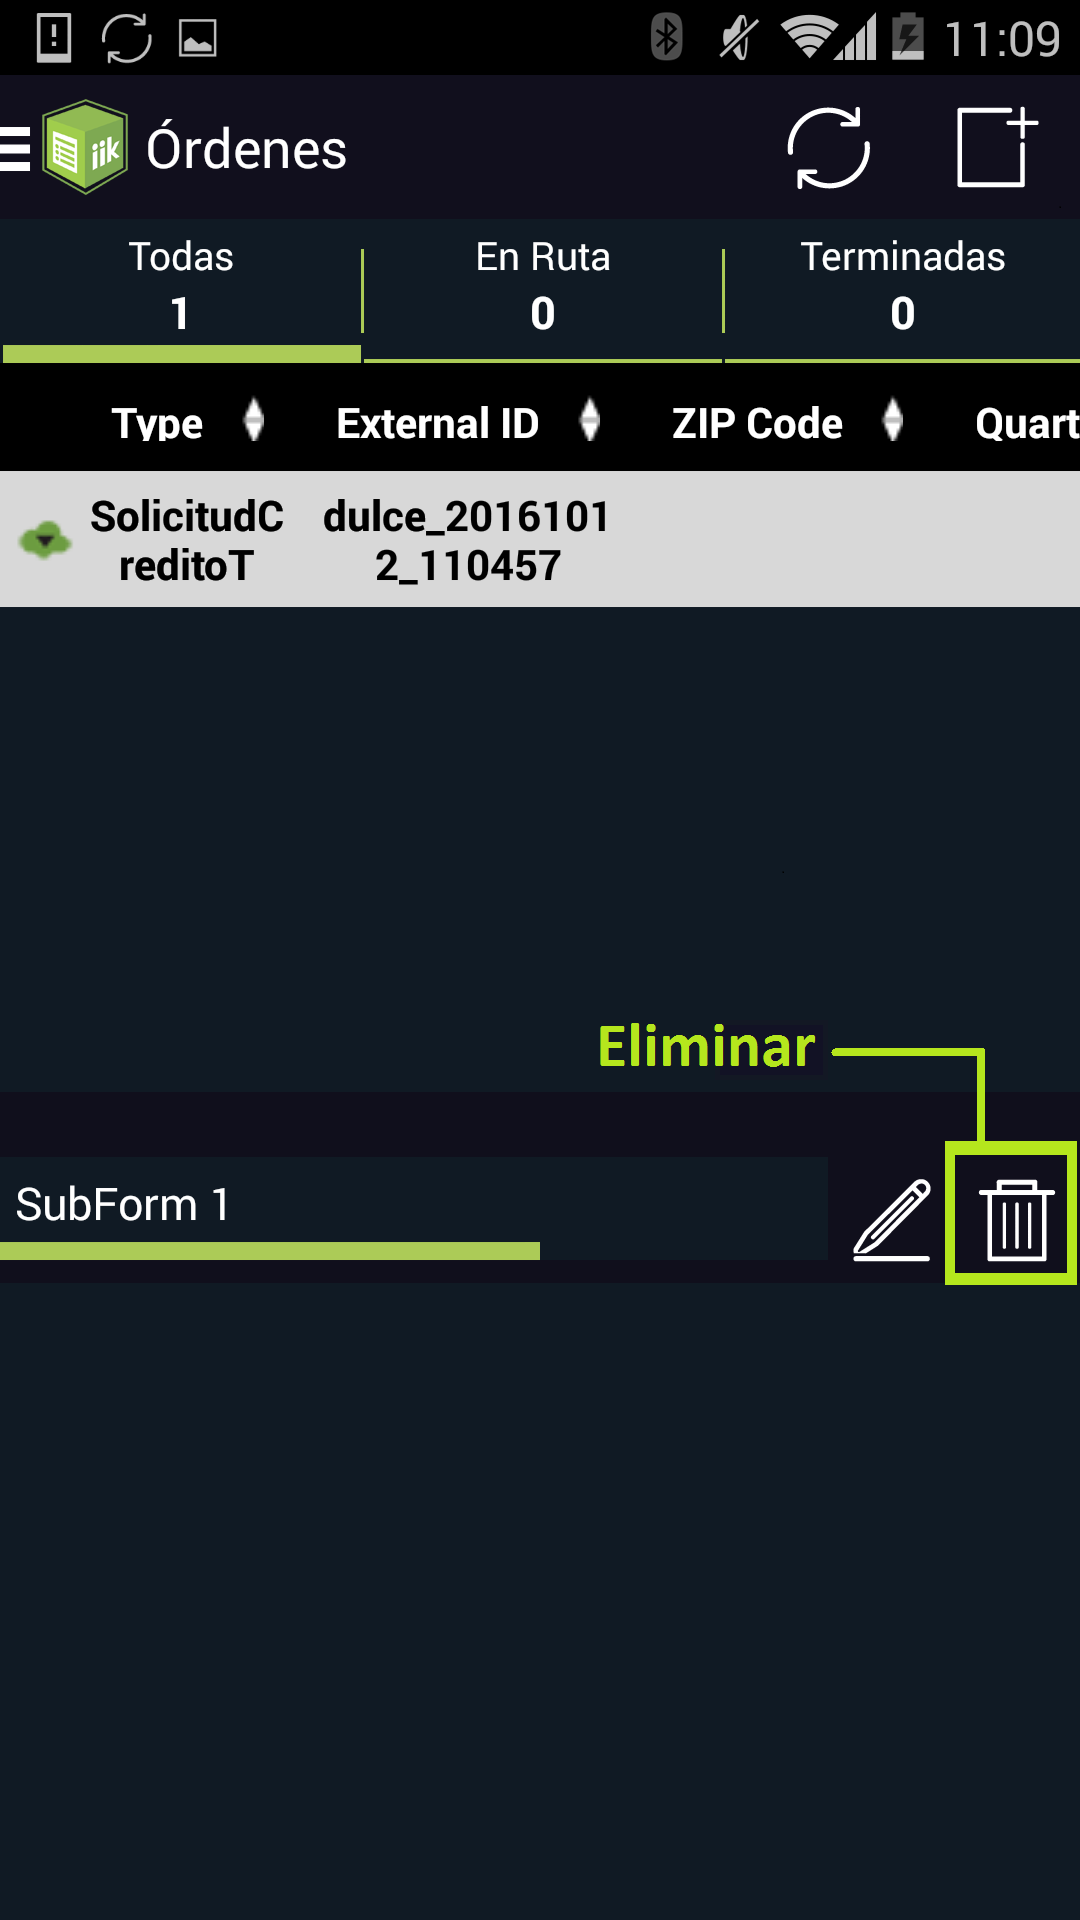 11:09
iik
Órdenes
Todas
1
En Ruta
0
Terminadas
0
Type
External ID
ZIP Code
Quart
SolicitudC
reditoT
dulce_2016101
2_110457
Eliminar
SubForm 1